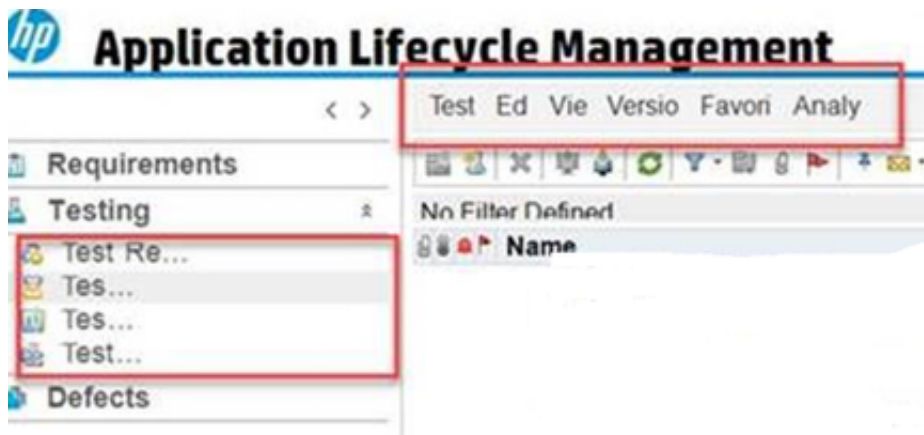 hp
Application Lifecycle Management
< >
Test Ed Vie Versio Favori Analy
Requirements
Testing
No Filter Defined
Name
Test Re...
Tes...
Tes...
Test...
Defects